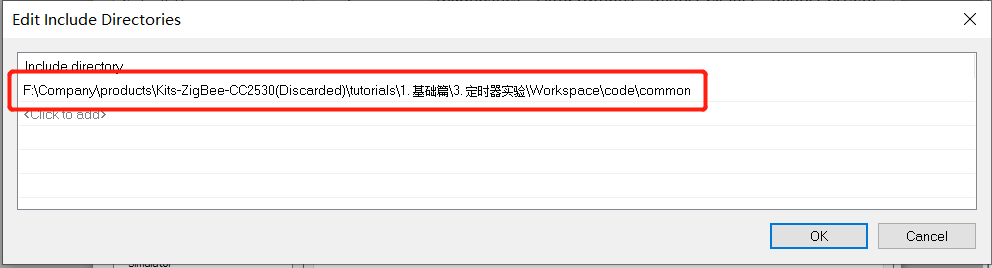 Edit Include Directories
Include directory
F:\Company\products\Kits-ZigBee-CC2530(Discarded)\tutorials\1.基础篇\3.定时器实验\Workspace\code\common
<Click to add>
OK
Cancel
Simulator